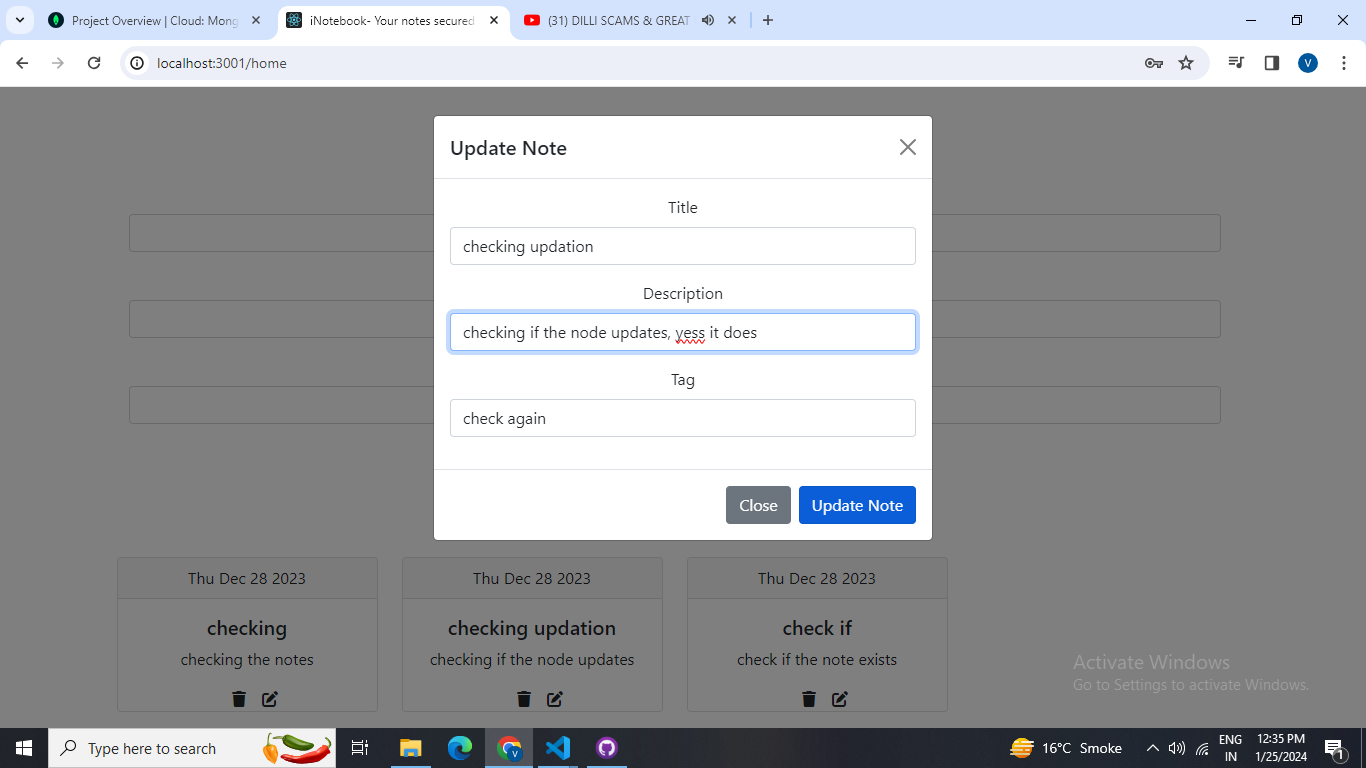 Project Overview | Cloud: Mong
iNotebook- Your notes secured
(31) DILLI SCAMS & GREAT
localhost:3001/home
V
Update Note
Title
checking updation
Description
checking if the node updates, yess it does
Tag
check again
Close
Update Note
Thu Dec 28 2023
checking
checking the notes
Thu Dec 28 2023
checking updation
checking if the node updates
Thu Dec 28 2023
check if
check if the note exists
Activate Windows
Go to Settings to activate Windows.
Type here to search
V
16°C Smoke
ENG
IN
12:35 PM
1/25/2024
1